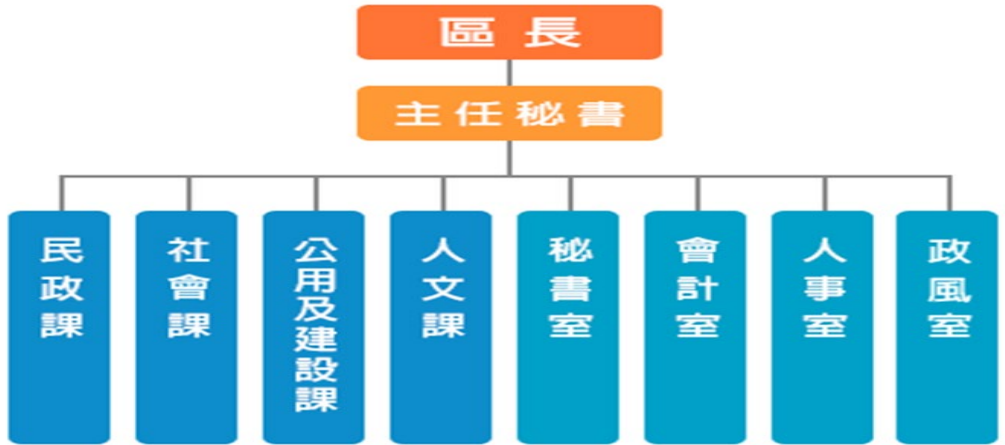 區長
主任秘書
民政課
社會課
公用及建設課
人文課
秘書室
會計室
人事室
政風室